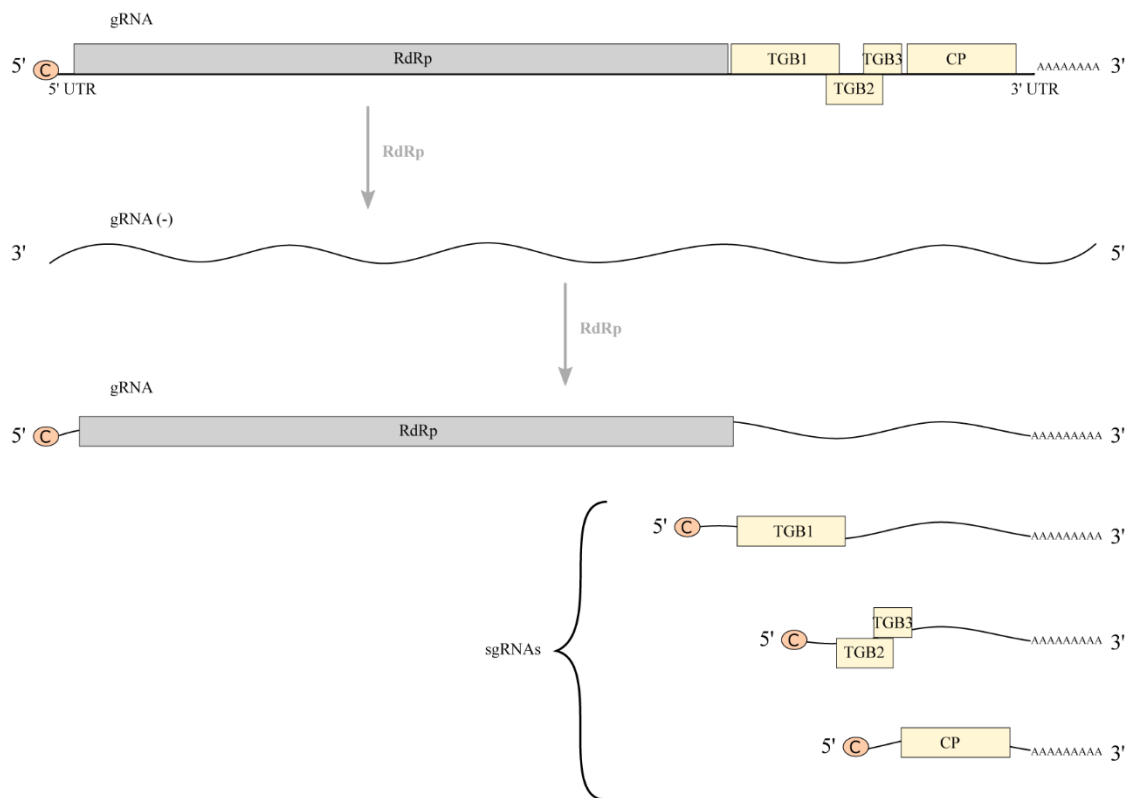 gRNA
5' C RdRp TGB1 TGB3 CP AAAAAAAA 3'
5' UTR TGB2 3' UTR
RdRp
gRNA (-)
3' 5'
RdRp
gRNA
5' C RdRp AAAAAAAAA 3'
5' C TGB1 AAAAAAAAA 3'
sgRNAs
5' C TGB3 AAAAAAAAA 3'
TGB2
5' C CP AAAAAAAAA 3'